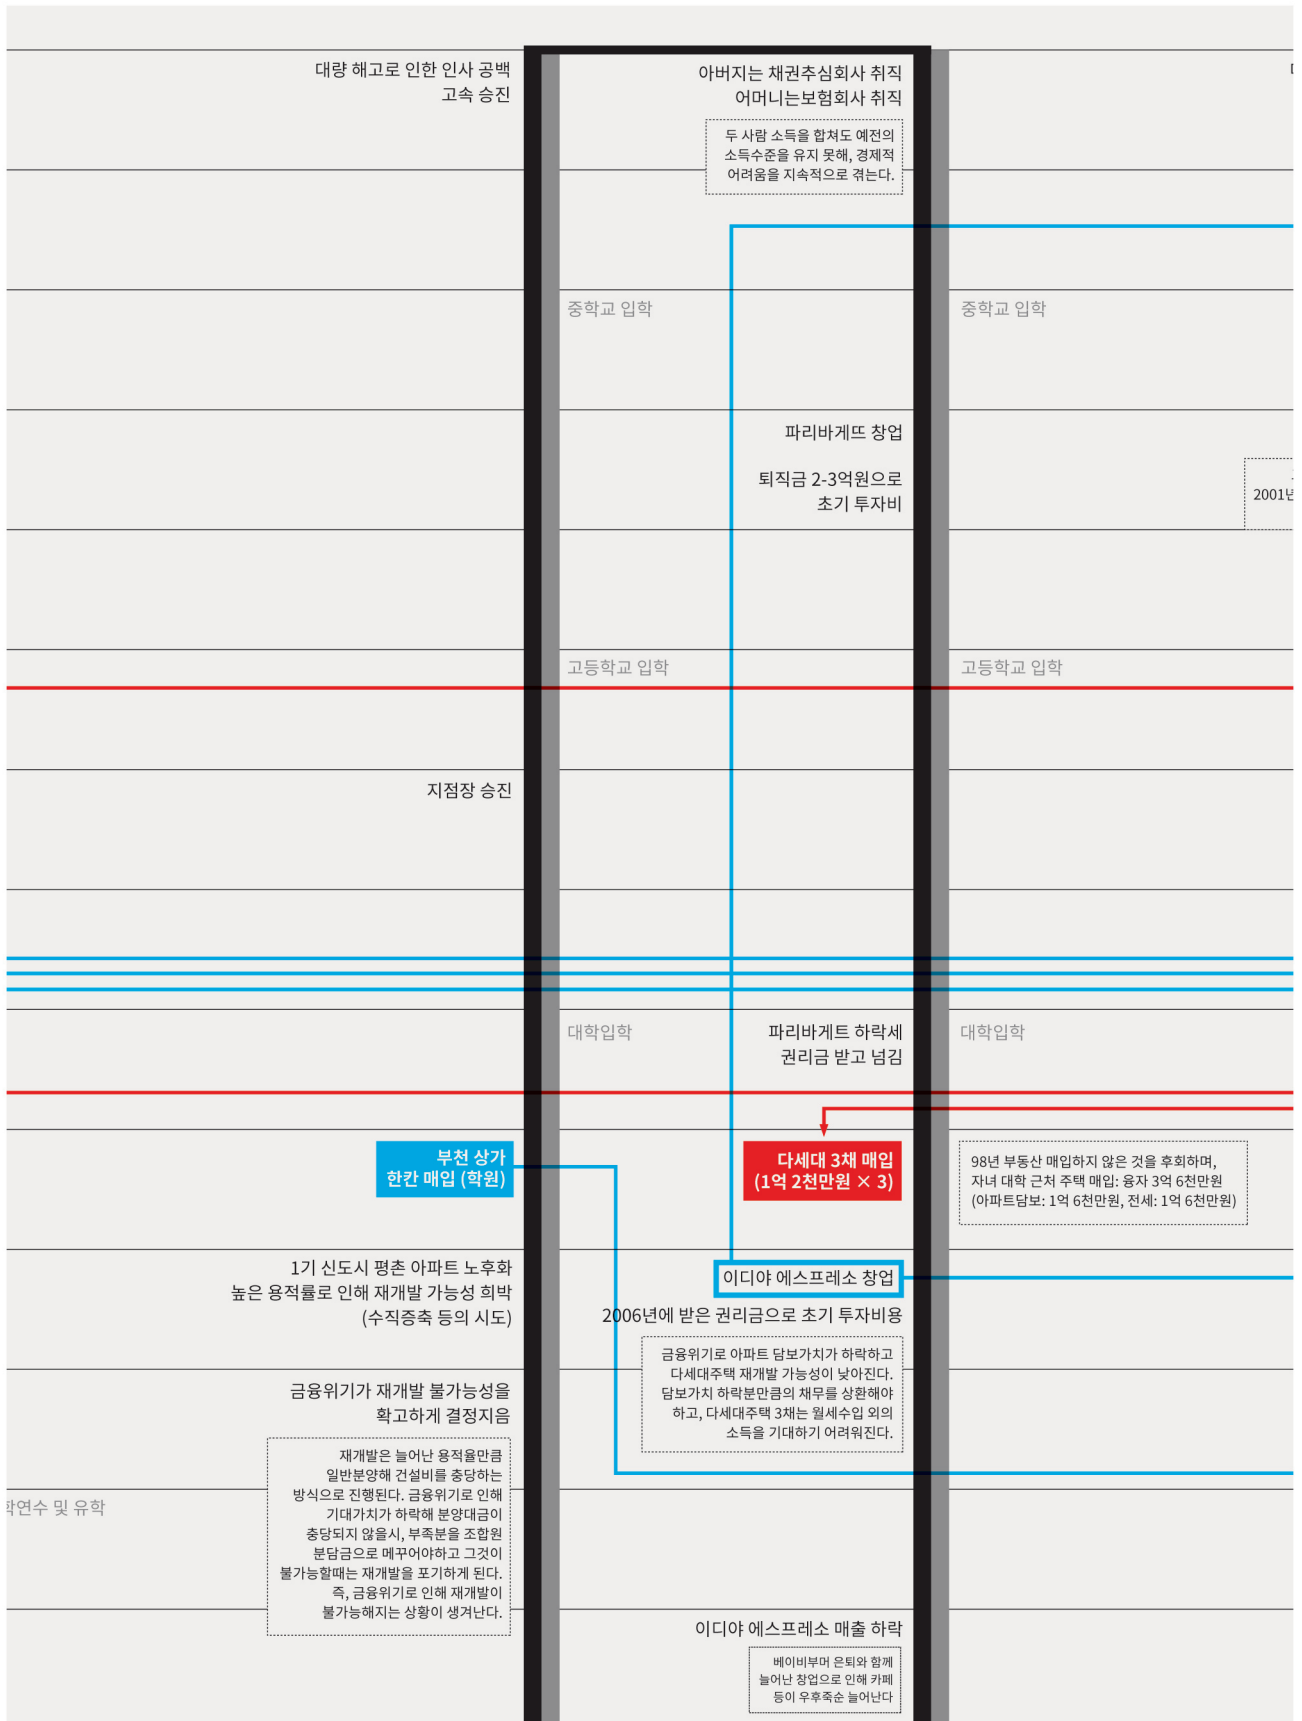 대량 해고로 인한 인사 공백
고속 승진
아버지는 채권추심회사 취직
어머니는보험회사 취직
두 사람 소득을 합쳐도 예전의
소득수준을 유지 못해, 경제적
어려움을 지속적으로 겪는다.
중학교 입학
중학교 입학
파리바게뜨 창업
퇴직금 2-3억원으로
초기 투자비
2001년
고등학교 입학
고등학교 입학
지점장 승진
대학입학
파리바게트 하락세
권리금 받고 넘김
대학입학
부천 상가
한칸 매입 (학원)
다세대 3채 매입
(1억 2천만원 × 3)
98년 부동산 매입하지 않은 것을 후회하며,
자녀 대학 근처 주택 매입: 융자 3억 6천만원
(아파트담보: 1억 6천만원, 전세: 1억 6천만원)
1기 신도시 평촌 아파트 노후화
높은 용적률로 인해 재개발 가능성 희박
(수직증축 등의 시도)
이디야 에스프레소 창업
2006년에 받은 권리금으로 초기 투자비용
금융위기로 아파트 담보가치가 하락하고
다세대주택 재개발 가능성이 낮아진다.
담보가치 하락분만큼의 채무를 상환해야
하고, 다세대주택 3채는 월세수입 외의
소득을 기대하기 어려워진다.
금융위기가 재개발 불가능성을
확고하게 결정지음
재개발은 늘어난 용적율만큼
일반분양해 건설비를 충당하는
방식으로 진행된다. 금융위기로 인해
기대가치가 하락해 분양대금이
충당되지 않을시, 부족분을 조합원
분담금으로 메꾸어야하고 그것이
불가능할때는 재개발을 포기하게 된다.
즉, 금융위기로 인해 재개발이
불가능해지는 상황이 생겨난다.
학연수 및 유학
이디야 에스프레소 매출 하락
베이비부머 은퇴와 함께
늘어난 창업으로 인해 카페
등이 우후죽순 늘어난다